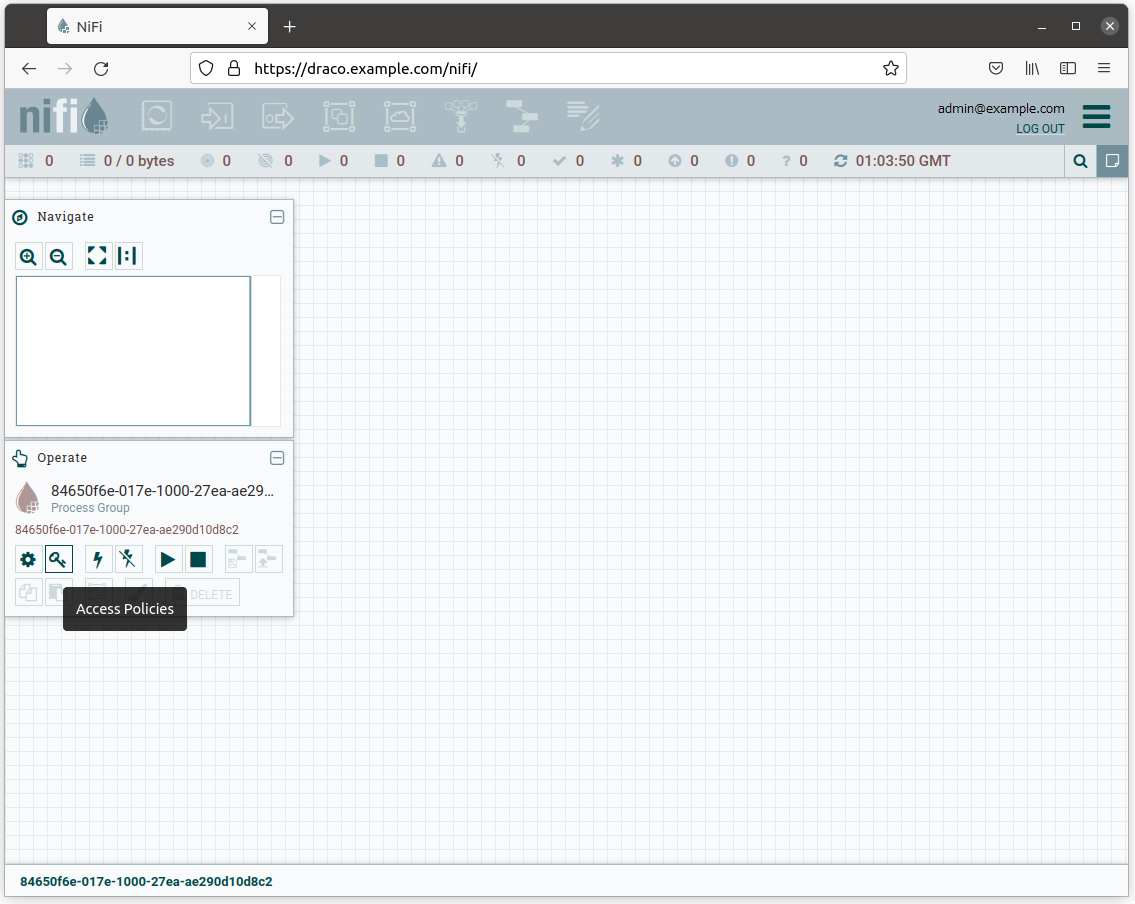 NiFi
https://draco.example.com/nifi/
nifi
admin@example.com
LOG OUT
0
0 / 0 bytes
0
0
0
0
0
0
0
0
0
0
? 0
01:03:50 GMT
Navigate
Operate
84650f6e-017e-1000-27ea-ae29...
Process Group
84650f6e-017e-1000-27ea-ae290d10d8c2
DELETE
Access Policies
84650f6e-017e-1000-27ea-ae290d10d8c2